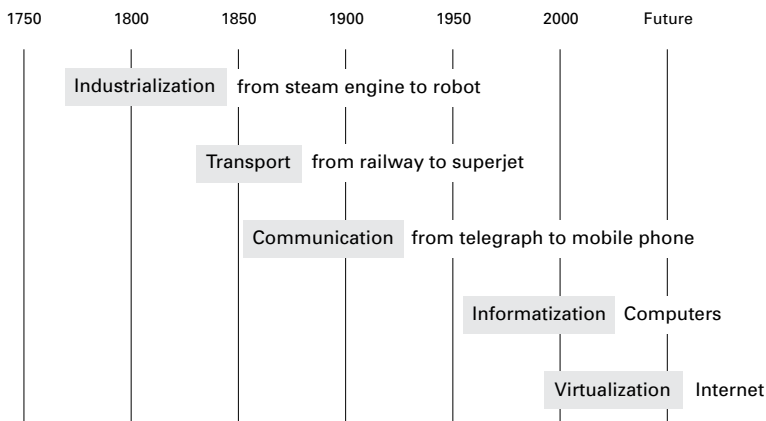 1750 1800 1850 1900 1950 2000 Future
Industrialization from steam engine to robot
Transport from railway to superjet
Communication from telegraph to mobile phone
Informatization Computers
Virtualization Internet